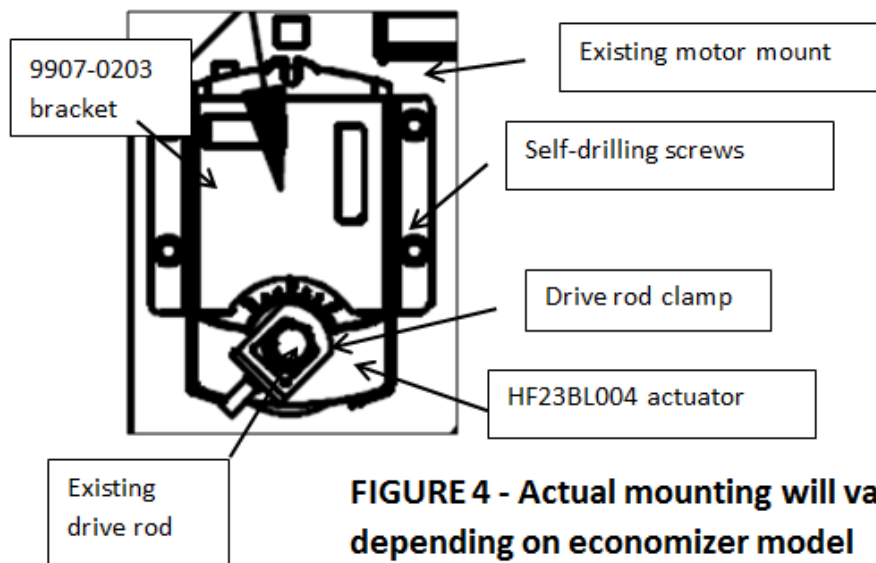 9907-0203
bracket
Existing motor mount
Self-drilling screws
Drive rod clamp
HF23BL004 actuator
Existing
drive rod
FIGURE 4 - Actual mounting will va
depending on economizer model